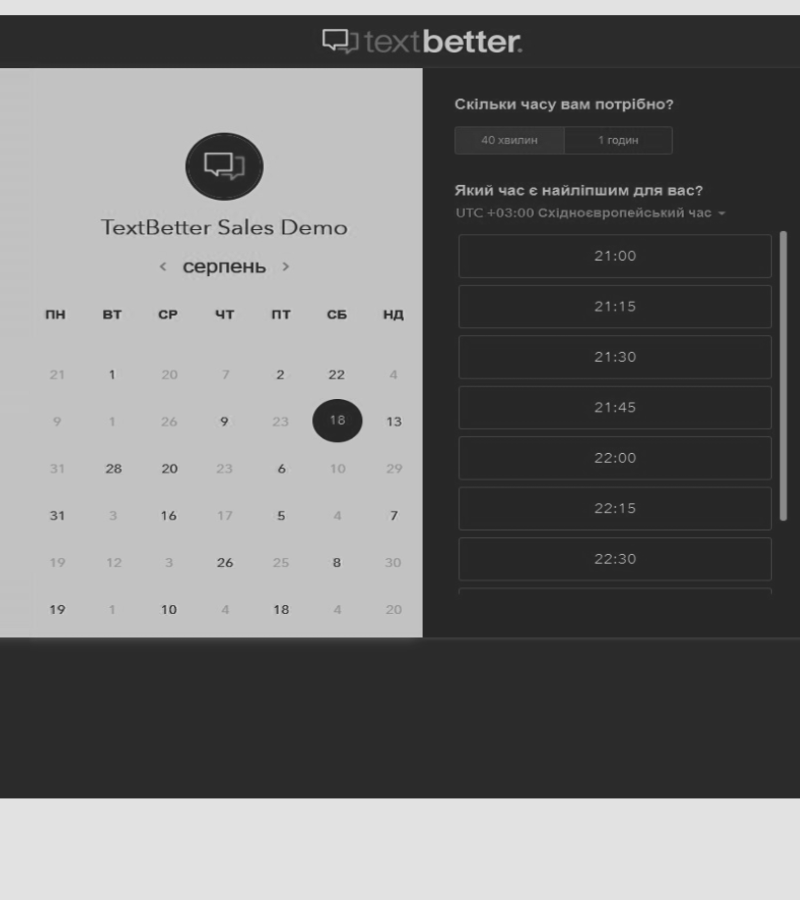 textbetter.
TextBetter Sales Demo
< серпень >
ПН ВТ СР ЧТ ПТ СБ НД
21 1 20 7 2 22 4
9 1 26 9 23 18 13
31 28 20 23 6 10 29
31 3 16 17 5 4 7
19 12 3 26 25 8 30
19 1 10 4 18 4 20
Скільки часу вам потрібно?
40 хвилин 1 годин
Який час є найліпшим для вас?
UTC +03:00 Східноєвропейський час
21:00
21:15
21:30
21:45
22:00
22:15
22:30